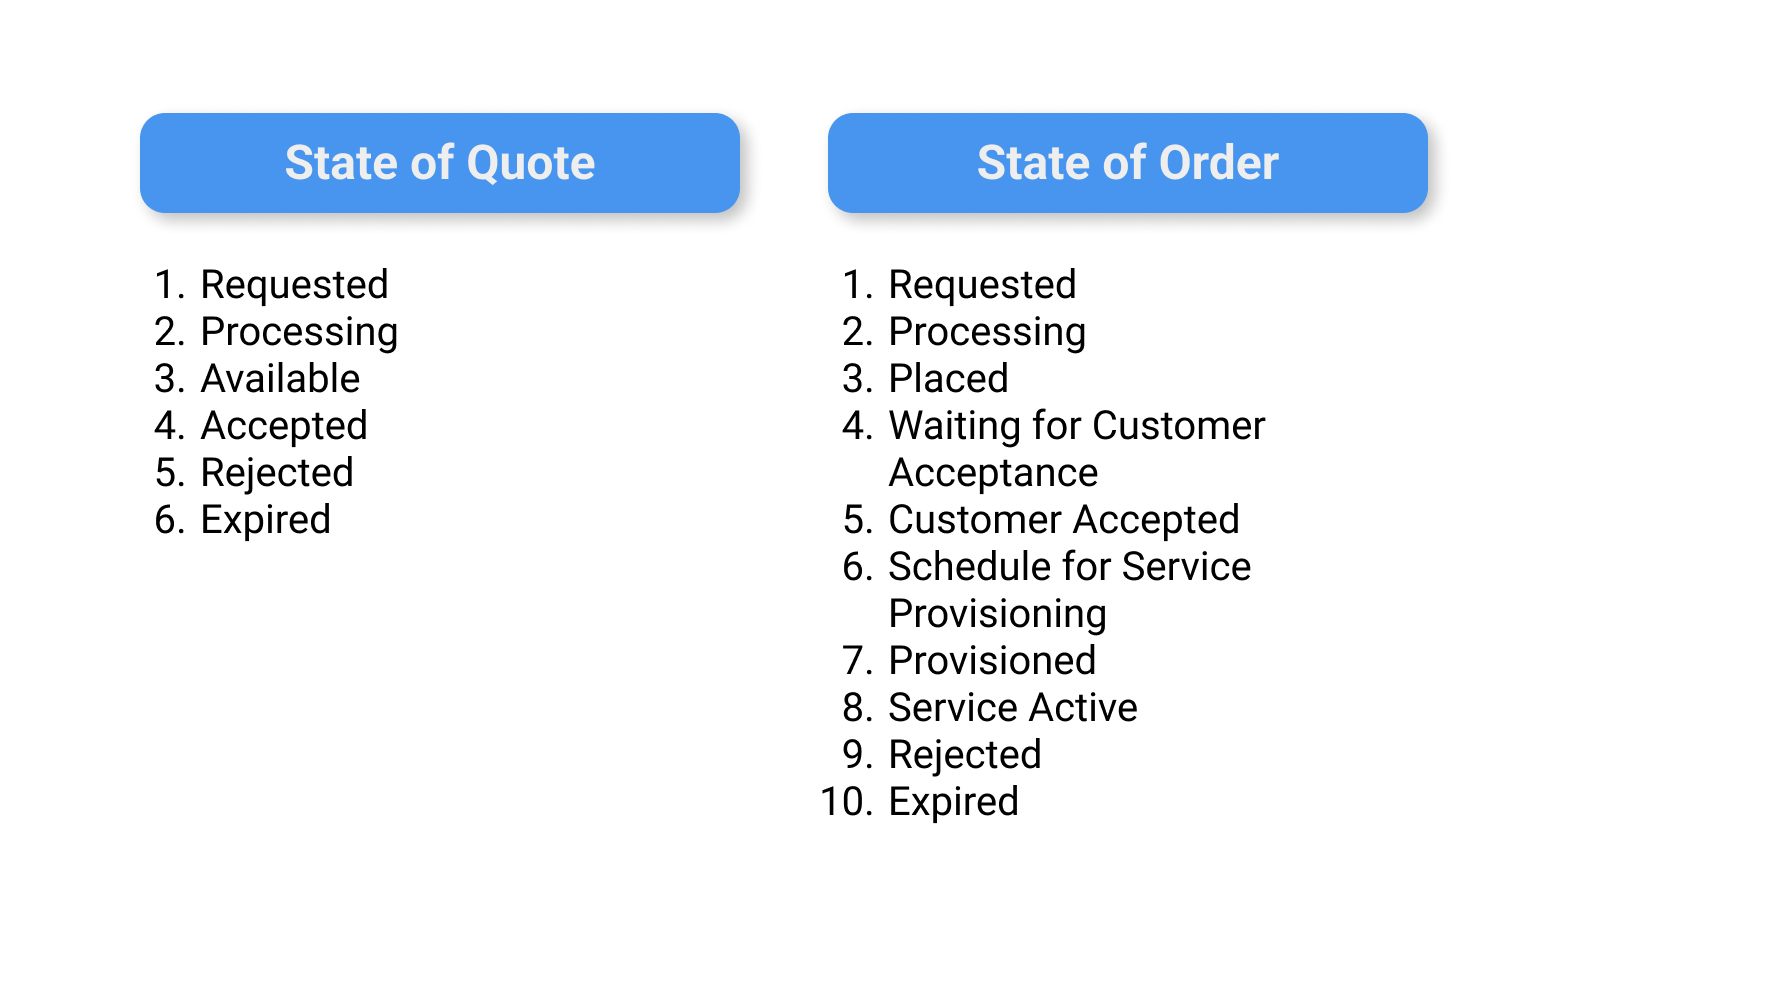 State of Quote
1. Requested
2. Processing
3. Available
4. Accepted
5. Rejected
6. Expired
State of Order
1. Requested
2. Processing
3. Placed
4. Waiting for Customer
Acceptance
5. Customer Accepted
6. Schedule for Service
Provisioning
7. Provisioned
8. Service Active
9. Rejected
10. Expired